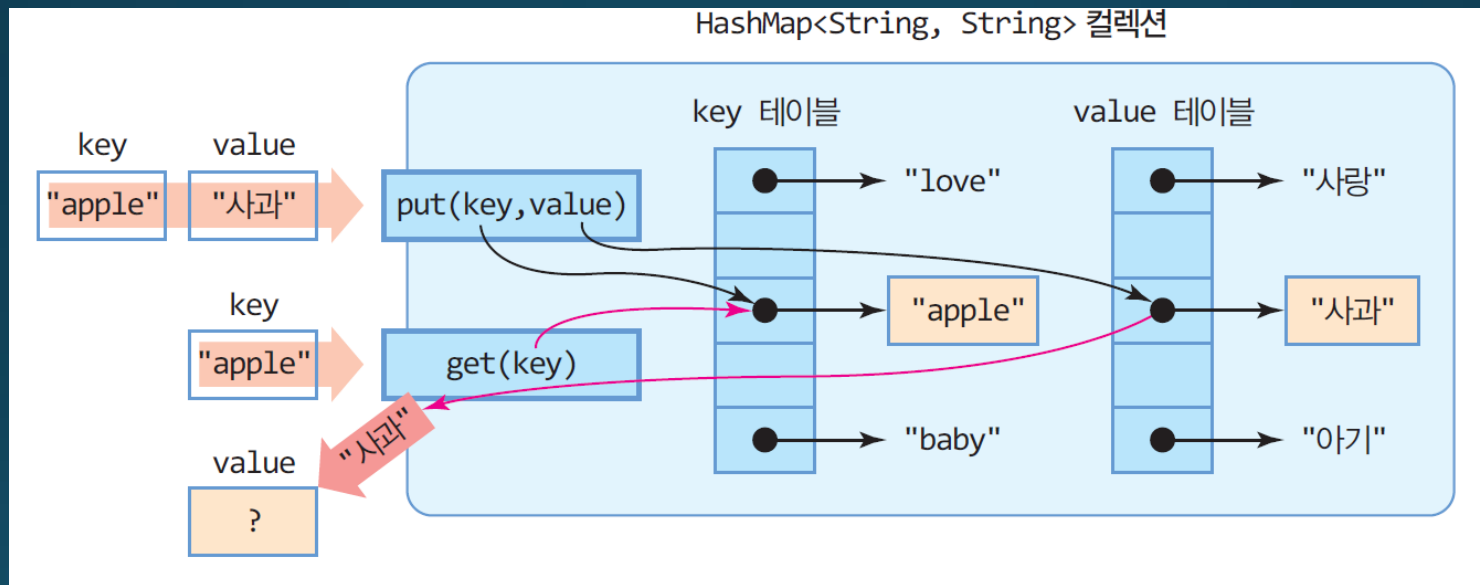 HashMap<String, String> 컬렉션
key 테이블
value 테이블
key
value
"apple"
"사과"
put(key,value)
"love"
"사랑"
"apple"
"사과"
key
"apple"
get(key)
"사과"
"baby"
"아기"
value
?